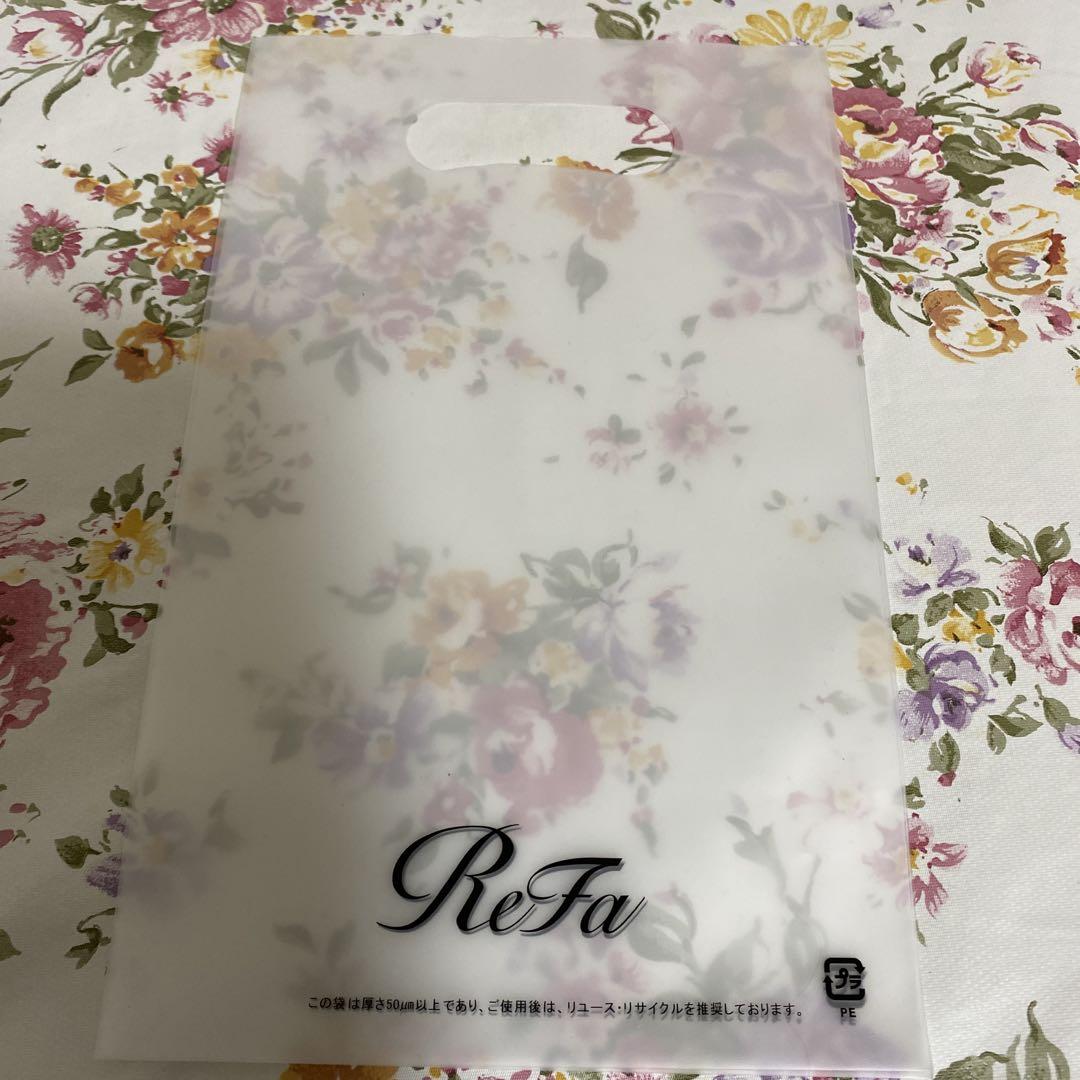 ReFa
この袋は厚さ50μm以上であり、ご使用後は、リユース・リサイクルを推奨しております。
プラ
PE